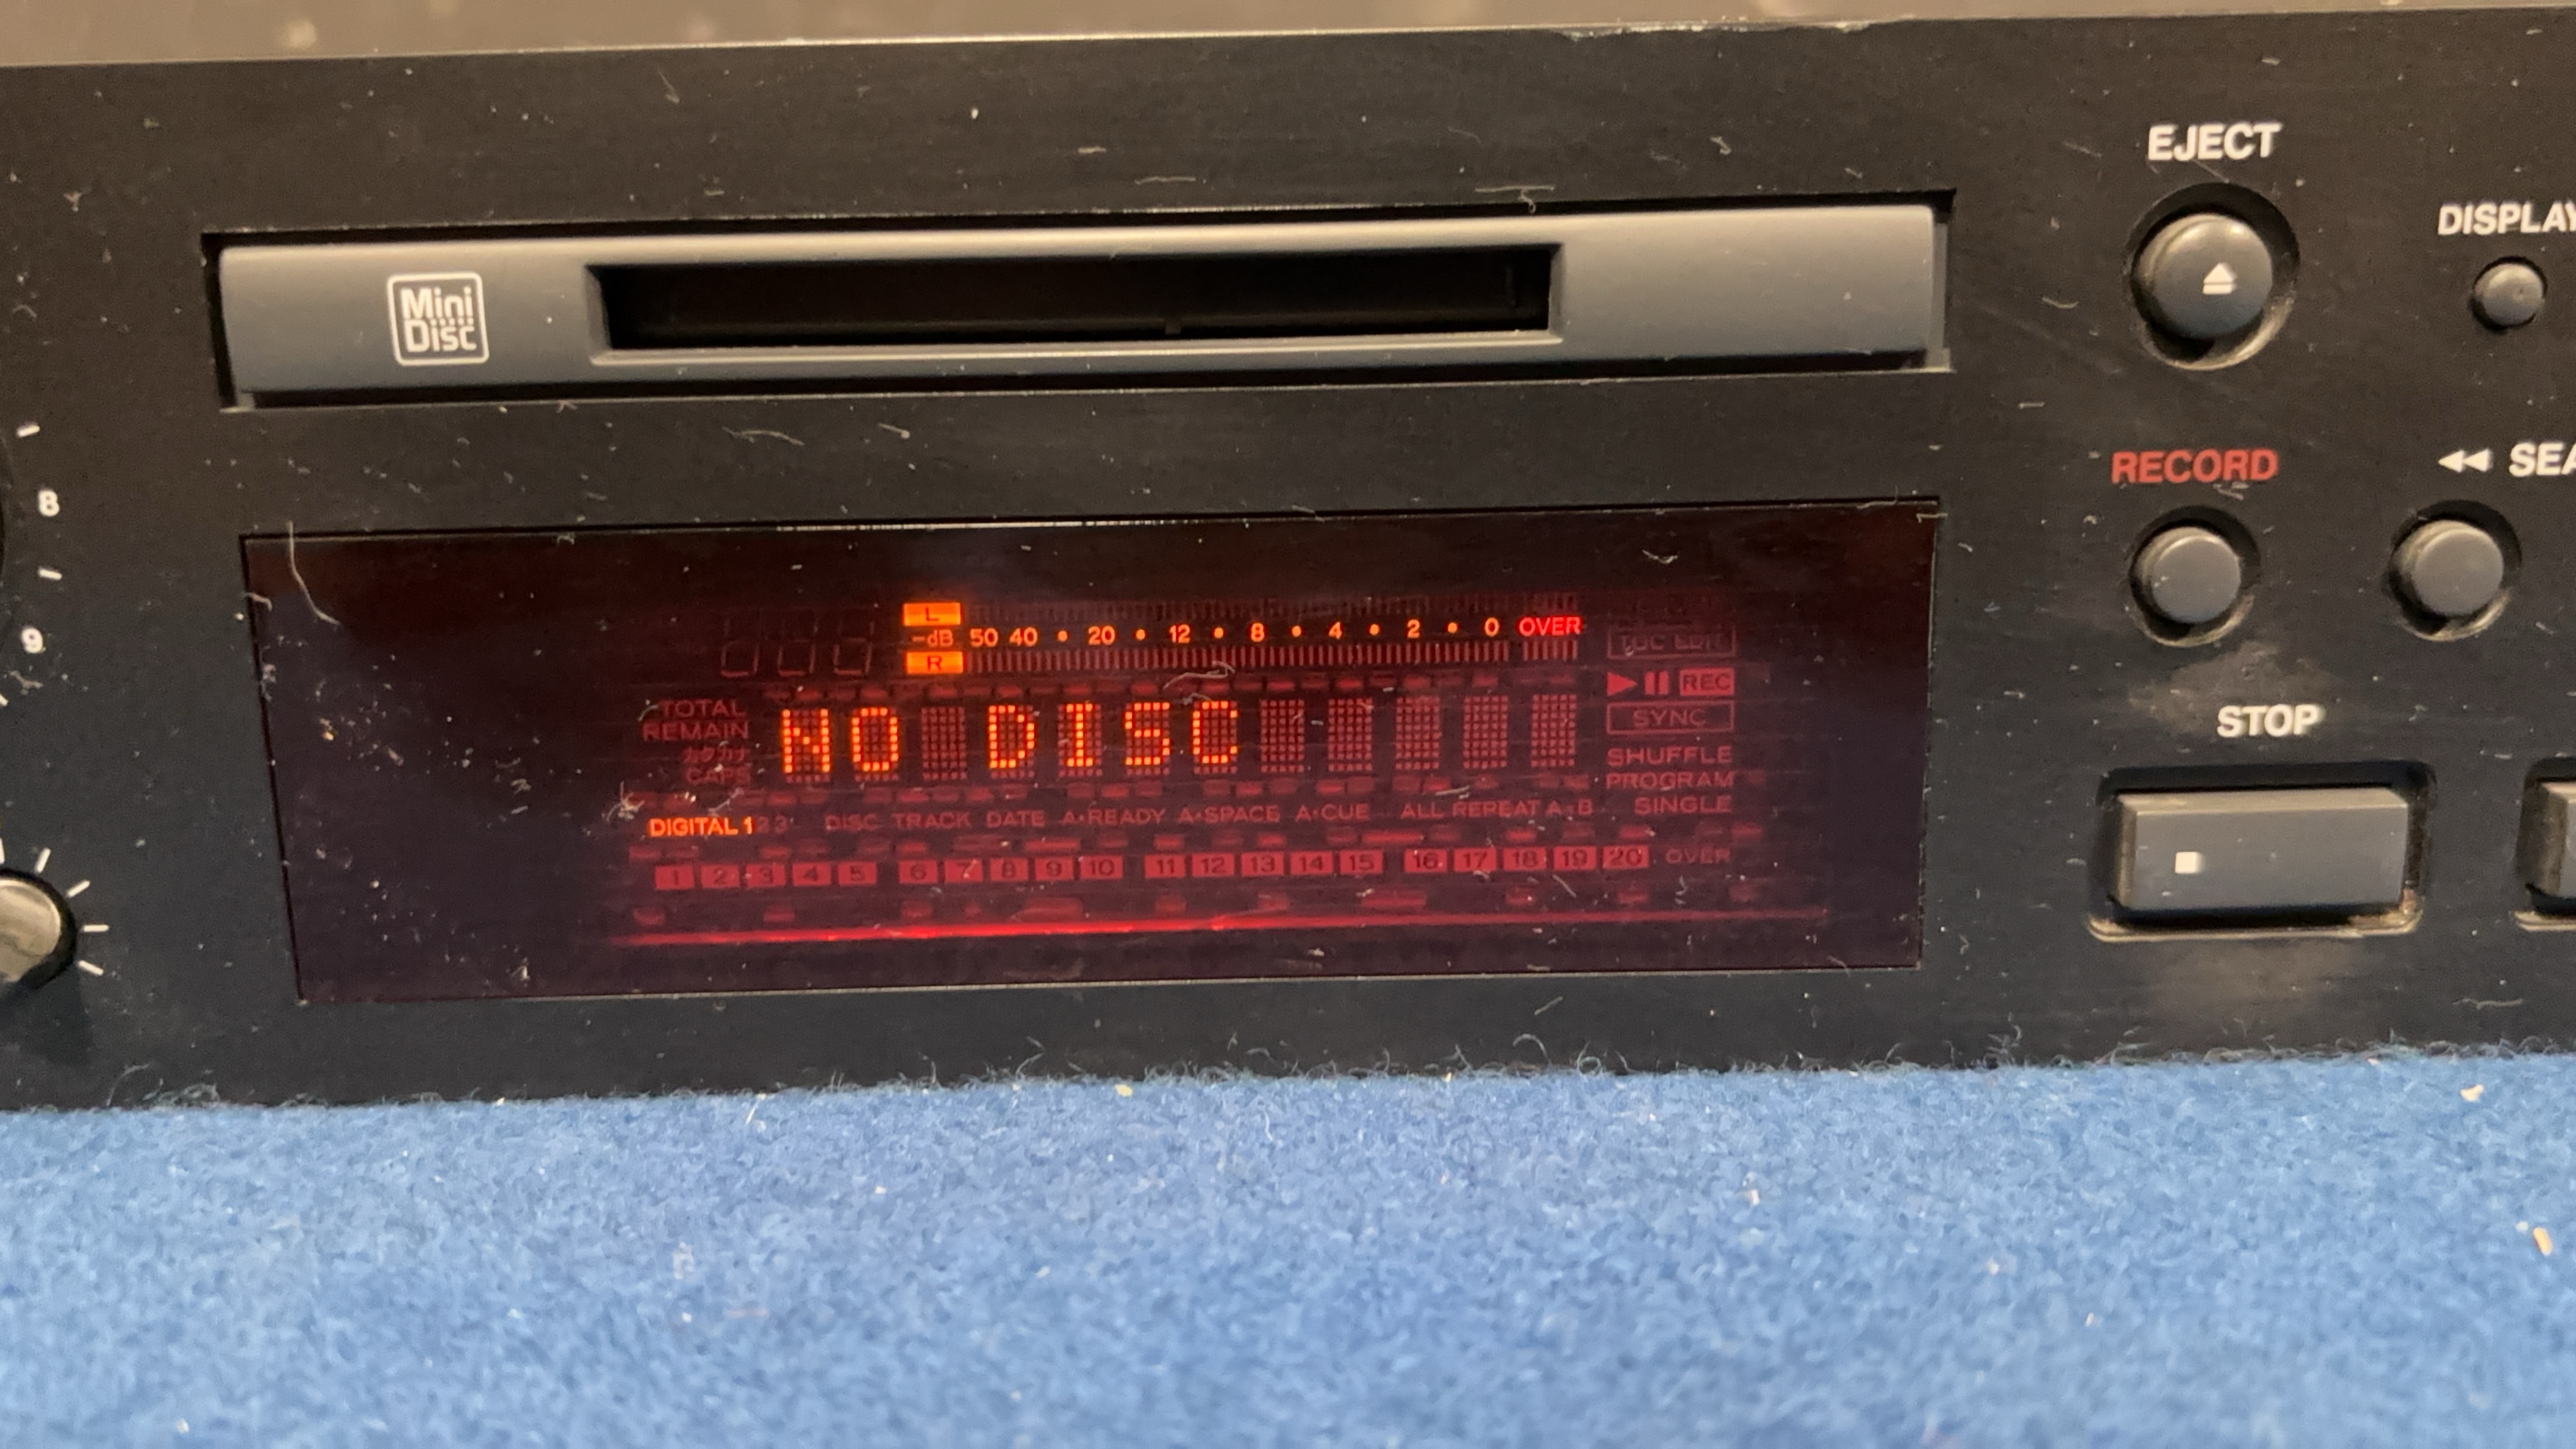 EJECT
DISPLAY
Mini
Disc
RECORD
SEA
8
9
L
-dB 50 40 • 20 • 12 • 8 • 4 • 2 • 0 OVER
R
TOC EDIT
REC
TOTAL
REMAIN
NO DISC
SYNC
STOP
カタカナ
CAPS
SHUFFLE
PROGRAM
SINGLE
DIGITAL 1 2 3 DISC TRACK DATE A•READY A•SPACE A•CUE ALL REPEAT A-B
1 2 3 4 5 6 7 8 9 10 11 12 13 14 15 16 17 18 19 20 OVER